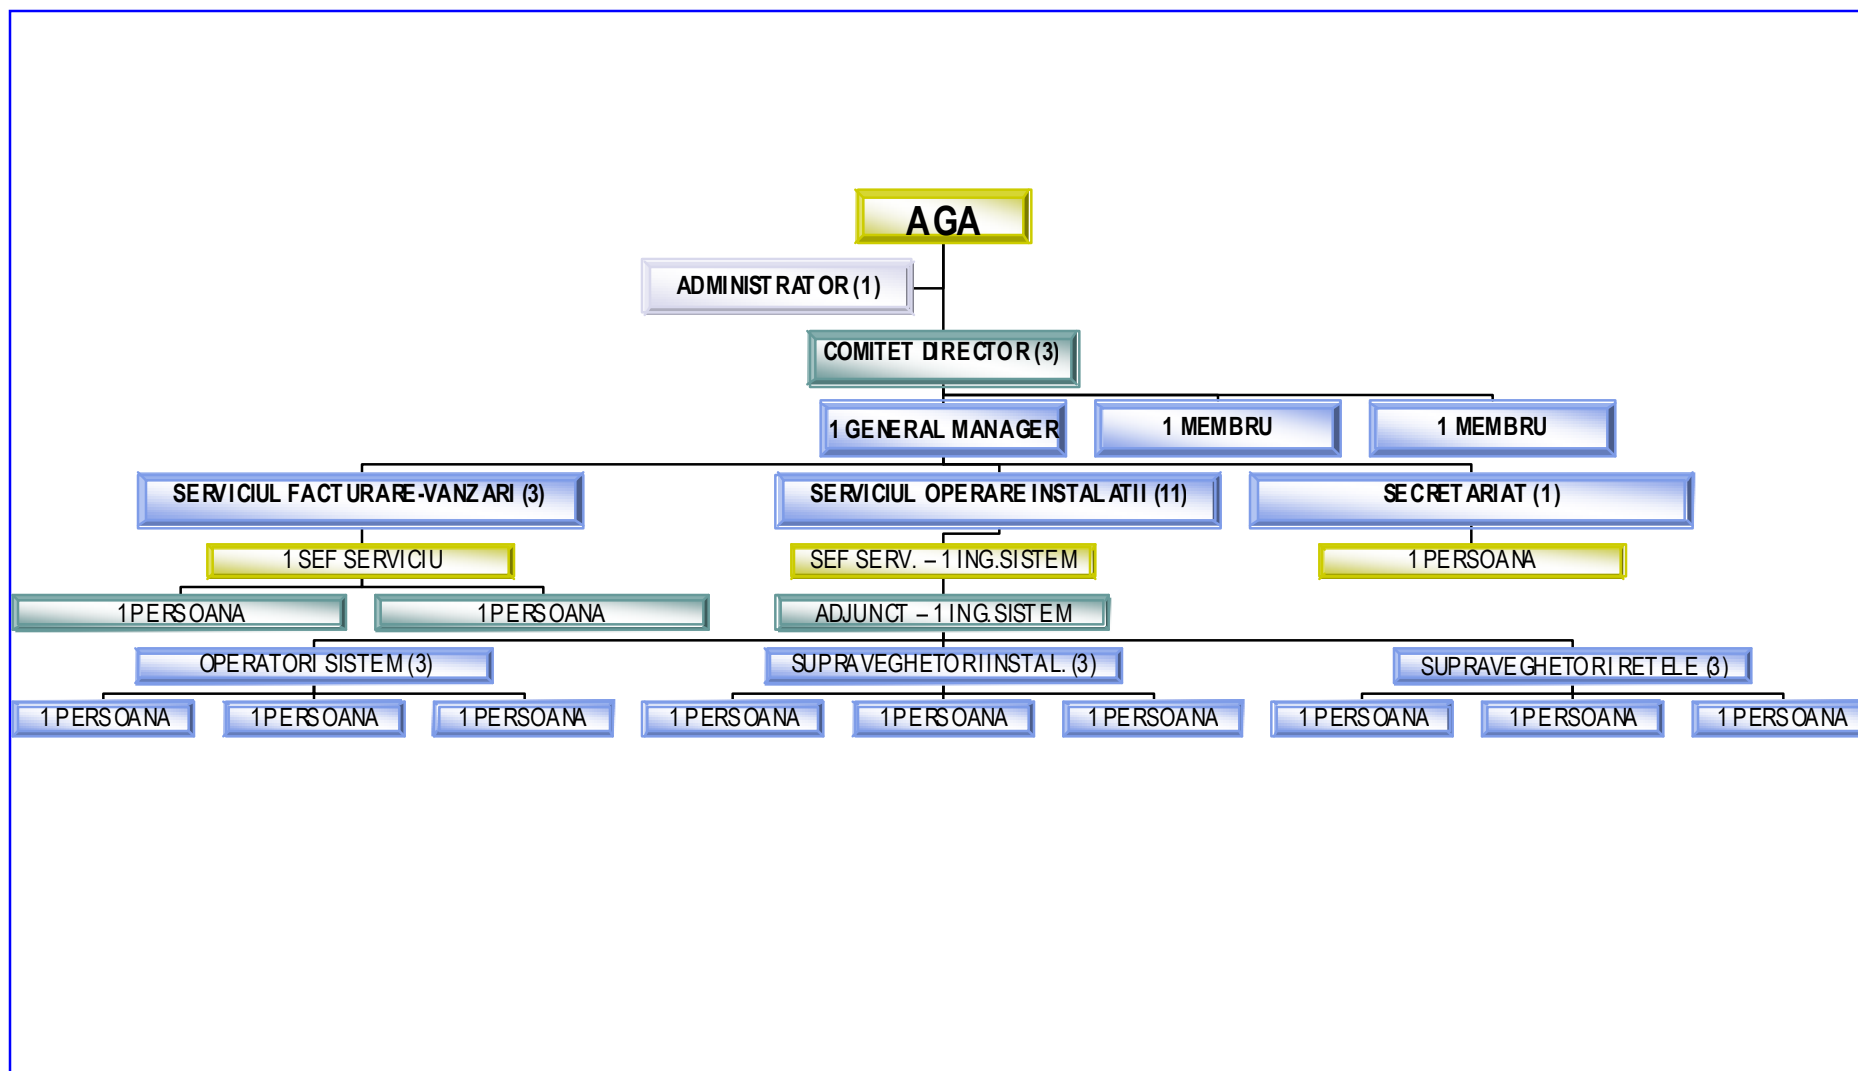 AGA
ADMINISTRATOR (1)
COMITET DIRECTOR (3)
1 GENERAL MANAGER
1 MEMBRU
1 MEMBRU
SERVICIUL FACTURARE-VANZARI (3)
SERVICIUL OPERARE INSTALATII (11)
SECRETARIAT (1)
1 SEF SERVICIU
SEF SERV. – 1 ING.SISTEM
1 PERSOANA
1 PERSOANA
1 PERSOANA
ADJUNCT – 1 ING.SISTEM
OPERATORI SISTEM (3)
SUPRAVEGHETORI INSTAL. (3)
SUPRAVEGHETORI RETELE (3)
1 PERSOANA
1 PERSOANA
1 PERSOANA
1 PERSOANA
1 PERSOANA
1 PERSOANA
1 PERSOANA
1 PERSOANA
1 PERSOANA